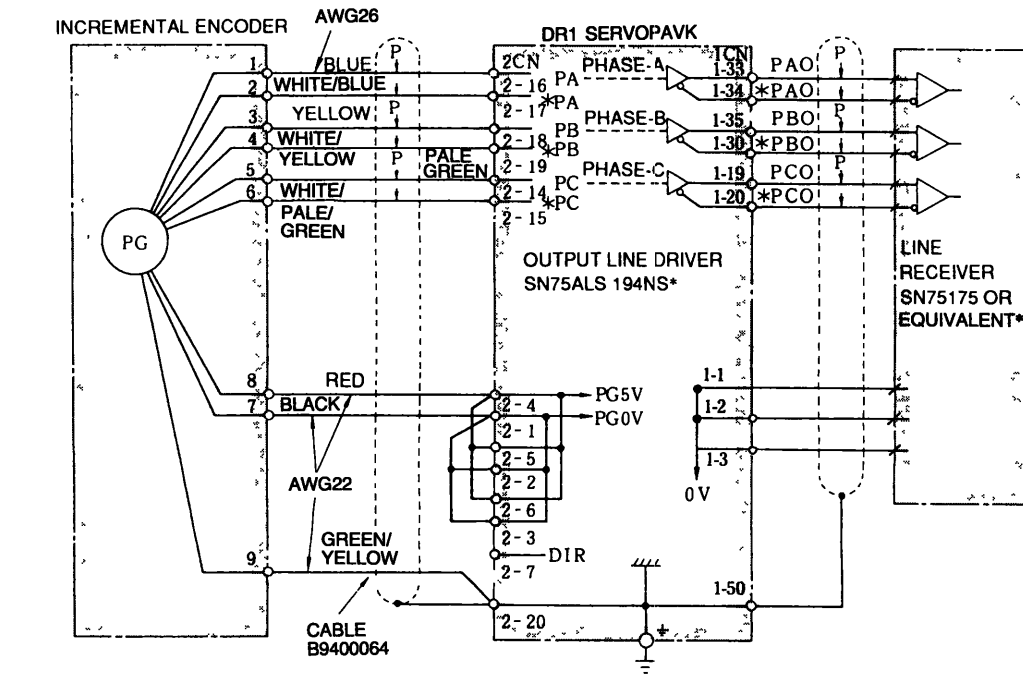 INCREMENTAL ENCODER
AWG26
DR1 SERVOPAVK
P
P
1
BLUE
2CN
PHASE-A
1CN
1-33
PAO
2
WHITE/BLUE
2-16
PA
1-34
*PAO
3
YELLOW
P
2-17
*PA
1-35
PBO
P
4
WHITE/
YELLOW
2-18
PB
PHASE-B
1-30
*PBO
P
PALE
GREEN
2-19
*PB
P
5
WHITE/
PALE/
GREEN
2-14
PC
PHASE-C
1-19
PCO
6
2-15
*PC
1-20
*PCO
PG
OUTPUT LINE DRIVER
SN75ALS 194NS*
LINE
RECEIVER
SN75175 OR
EQUIVALENT*
8
RED
2-4
PG5V
1-1
7
BLACK
2-1
PG0V
1-2
2-5
1-3
AWG22
2-2
0V
2-6
GREEN/
YELLOW
2-3
9
DIR
2-7
1-50
2-20
CABLE
B9400064